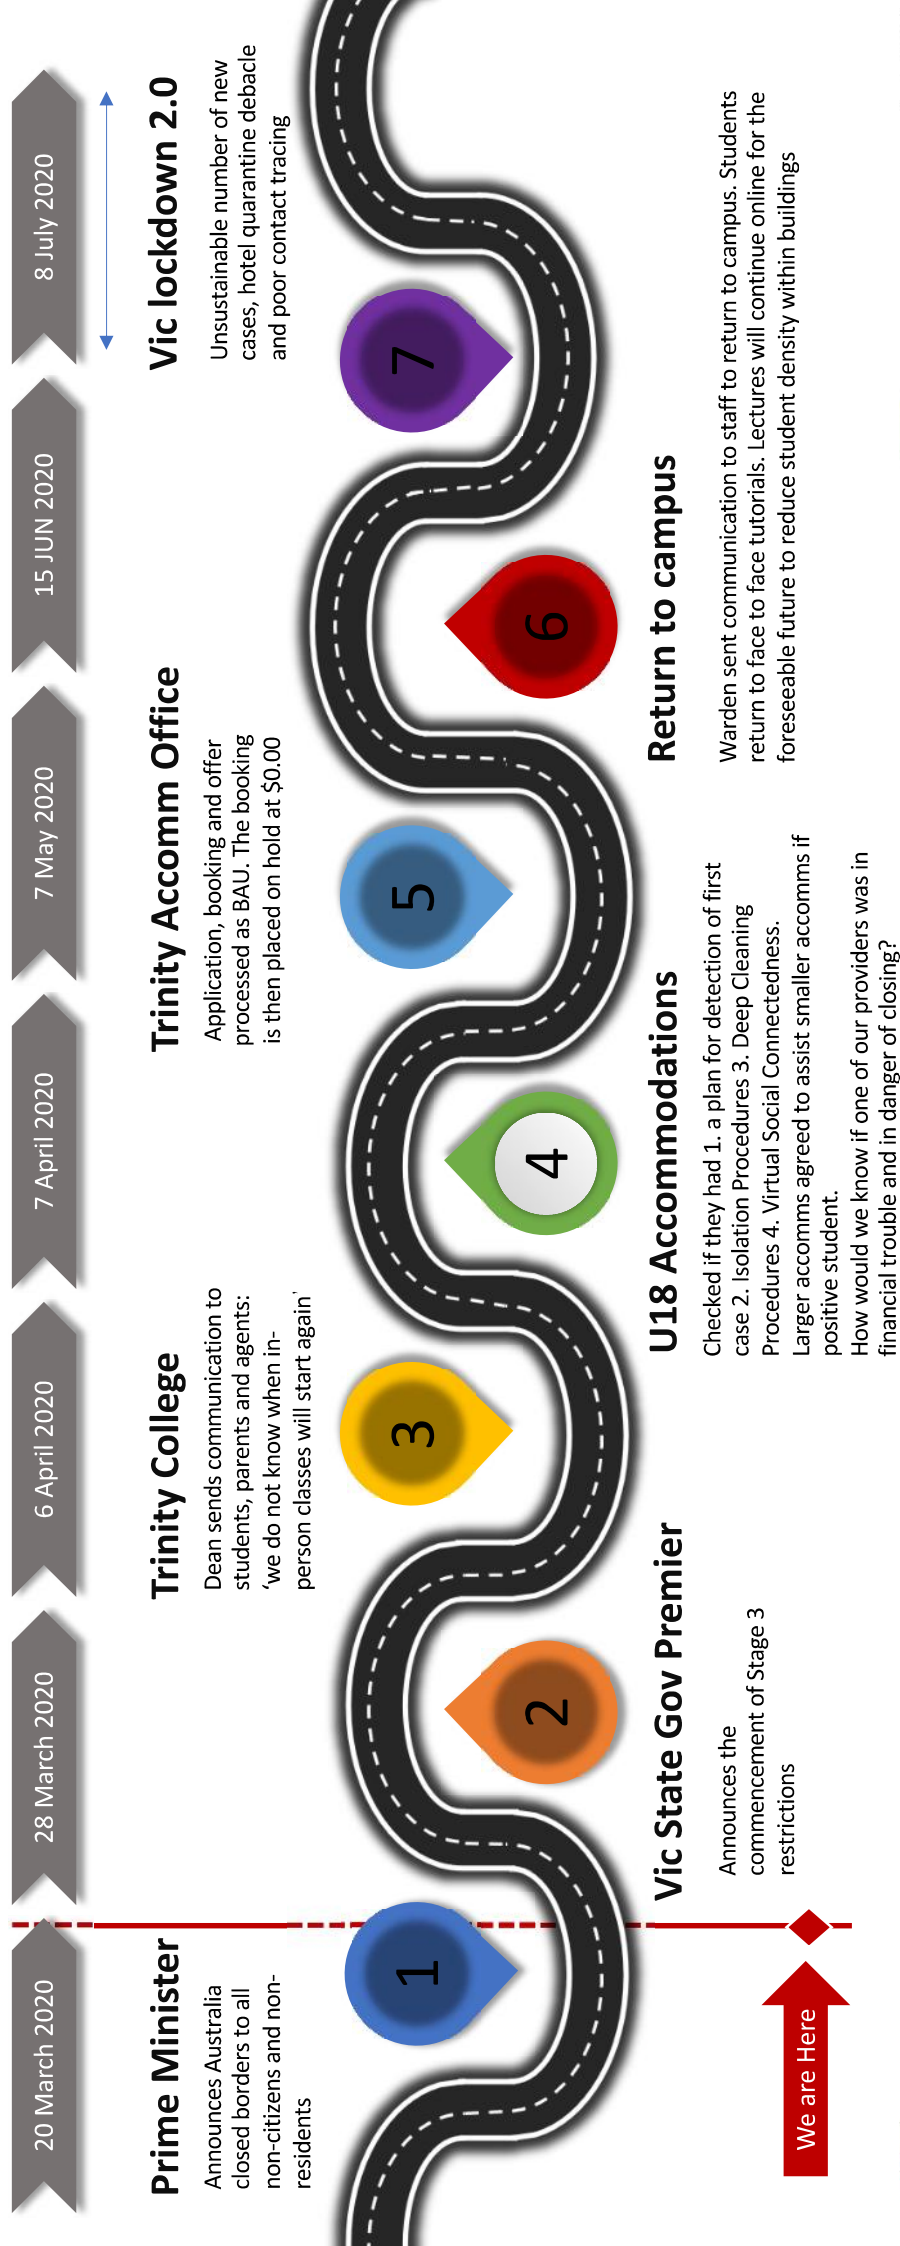 20 March 2020
28 March 2020
6 April 2020
7 April 2020
7 May 2020
15 JUN 2020
8 July 2020
Prime Minister
Announces Australia
closed borders to all
non-citizens and non-
residents
Trinity College
Dean sends communication to
students, parents and agents:
‘we do not know when in-
person classes will start again'
Trinity Accomm Office
Application, booking and offer
processed as BAU. The booking
is then placed on hold at $0.00
Vic lockdown 2.0
Unsustainable number of new
cases, hotel quarantine debacle
and poor contact tracing
1
2
3
4
5
6
7
We are Here
Vic State Gov Premier
Announces the
commencement of Stage 3
restrictions
U18 Accommodations
Checked if they had 1. a plan for detection of first
case 2. Isolation Procedures 3. Deep Cleaning
Procedures 4. Virtual Social Connectedness.
Larger accomms agreed to assist smaller accomms if
positive student.
How would we know if one of our providers was in
financial trouble and in danger of closing?
Return to campus
Warden sent communication to staff to return to campus. Students
return to face to face tutorials. Lectures will continue online for the
foreseeable future to reduce student density within buildings